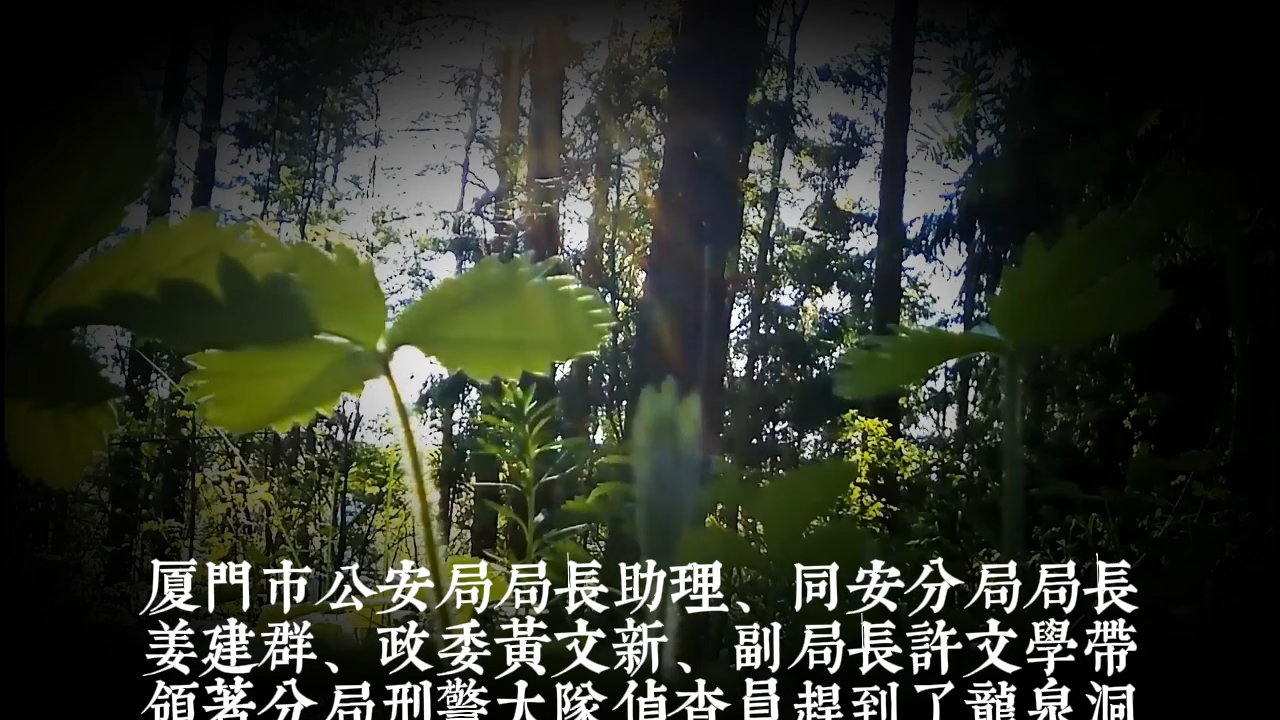 厦門市公安局局長助理、同安分局局長
姜建群、政委黃文新、副局長許文學帶
領著分局刑警大隊偵查員趕到了龍泉洞